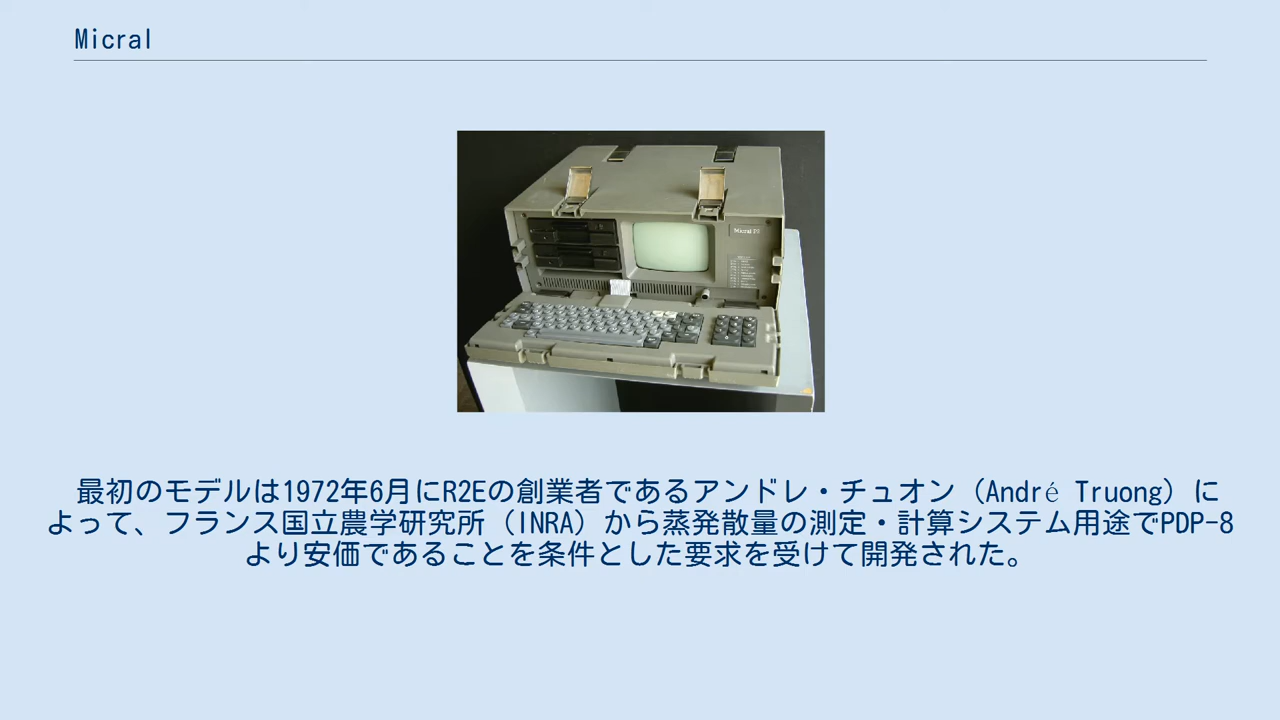 Micral
Micral
最初のモデルは1972年6月にR2Eの創業者であるアンドレ・チュオン（André Truong）に
よって、フランス国立農学研究所（INRA）から蒸発散量の測定・計算システム用途でPDP-8
より安価であることを条件とした要求を受けて開発された。